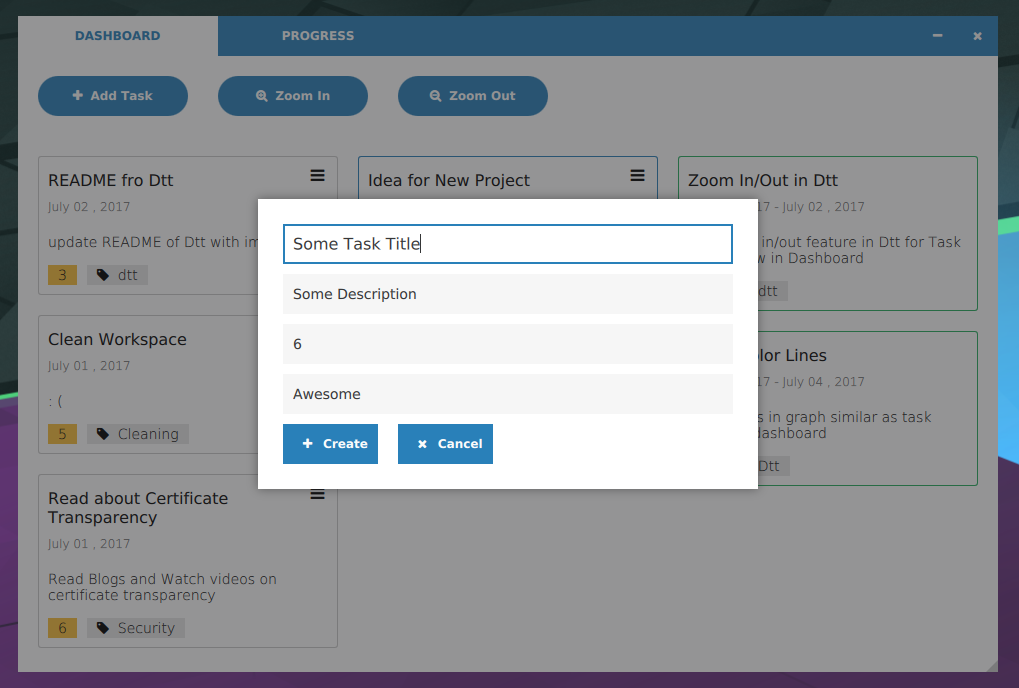 DASHBOARD
PROGRESS
Add Task
Zoom In
Zoom Out
README fro Dtt
July 02 , 2017
update README of Dtt with im
3
dtt
Clean Workspace
July 01 , 2017
: (
5
Cleaning
Read about Certificate
Transparency
July 01 , 2017
Read Blogs and Watch videos on
certificate transparency
6
Security
Idea for New Project
Zoom In/Out in Dtt
17 - July 02 , 2017
in/out feature in Dtt for Task
in Dashboard
dtt
Lines
17 - July 04 , 2017
in graph similar as task
dashboard
Dtt
Some Task Title
Some Description
6
Awesome
Create
Cancel